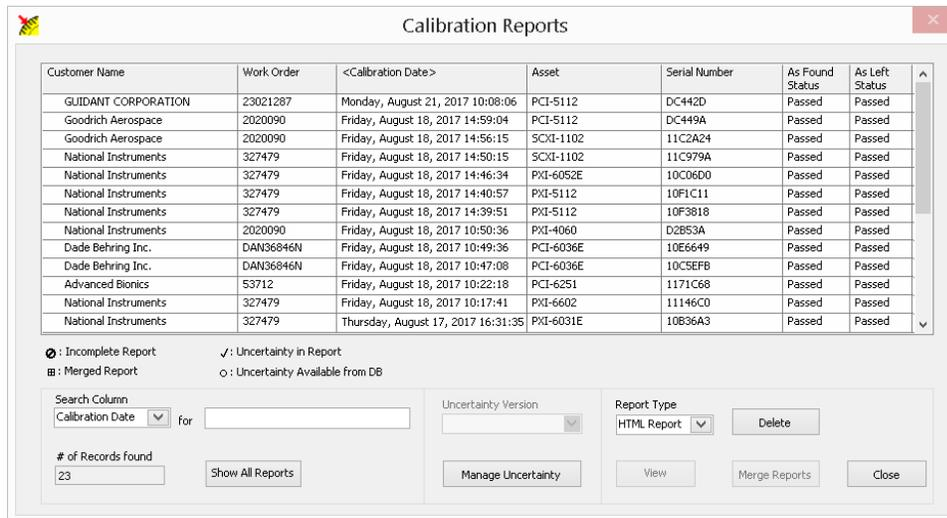 Calibration Reports
Customer Name Work Order <Calibration Date> Asset Serial Number As Found Status As Left Status
GUIDANT CORPORATION 23021287 Monday, August 21, 2017 10:08:06 PCI-5112 DC442D Passed Passed
Goodrich Aerospace 2020090 Friday, August 18, 2017 14:59:04 PCI-5112 DC449A Passed Passed
Goodrich Aerospace 2020090 Friday, August 18, 2017 14:56:15 SCXI-1102 11C2A24 Passed Passed
National Instruments 327479 Friday, August 18, 2017 14:50:15 SCXI-1102 11C979A Passed Passed
National Instruments 327479 Friday, August 18, 2017 14:46:34 PXI-6052E 10C06D0 Passed Passed
National Instruments 327479 Friday, August 18, 2017 14:40:57 PXI-5112 10F1C11 Passed Passed
National Instruments 327479 Friday, August 18, 2017 14:39:51 PXI-5112 10F3818 Passed Passed
National Instruments 2020090 Friday, August 18, 2017 10:50:36 PXI-4060 D2B53A Passed Passed
Dade Behring Inc. DAN36846N Friday, August 18, 2017 10:49:36 PCI-6036E 10E6649 Passed Passed
Dade Behring Inc. DAN36846N Friday, August 18, 2017 10:47:08 PCI-6036E 10C5EFB Passed Passed
Advanced Bionics 53712 Friday, August 18, 2017 10:22:18 PCI-6251 1171C68 Passed Passed
National Instruments 327479 Friday, August 18, 2017 10:17:41 PXI-6602 11146C0 Passed Passed
National Instruments 327479 Thursday, August 17, 2017 16:31:35 PXI-6031E 10B36A3 Passed Passed
: Incomplete Report ✓: Uncertainty in Report
: Merged Report : Uncertainty Available from DB
Search Column
Calibration Date for
# of Records found
23
Show All Reports
Uncertainty Version
Manage Uncertainty
Report Type
HTML Report
Delete
View
Merge Reports
Close